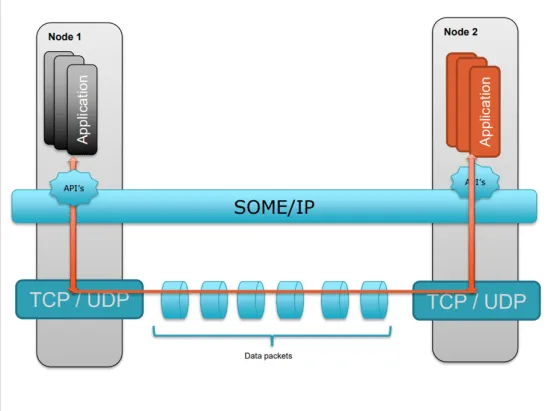 Node 1
Node 2
Application
Application
API's
API's
SOME/IP
TCP / UDP
TCP / UDP
Data packets